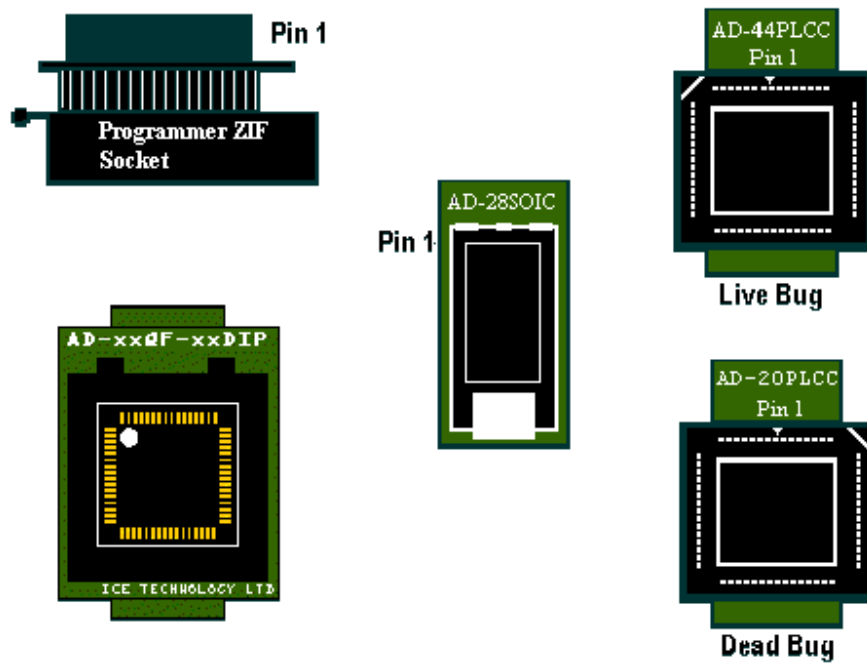 Pin 1
Programmer ZIF
Socket
AD-28SOIC
Pin 1
AD-44PLCC
Pin 1
Live Bug
AD-xxQF-xxDIP
ICE TECHNOLOGY LTD
AD-20PLCC
Pin 1
Dead Bug